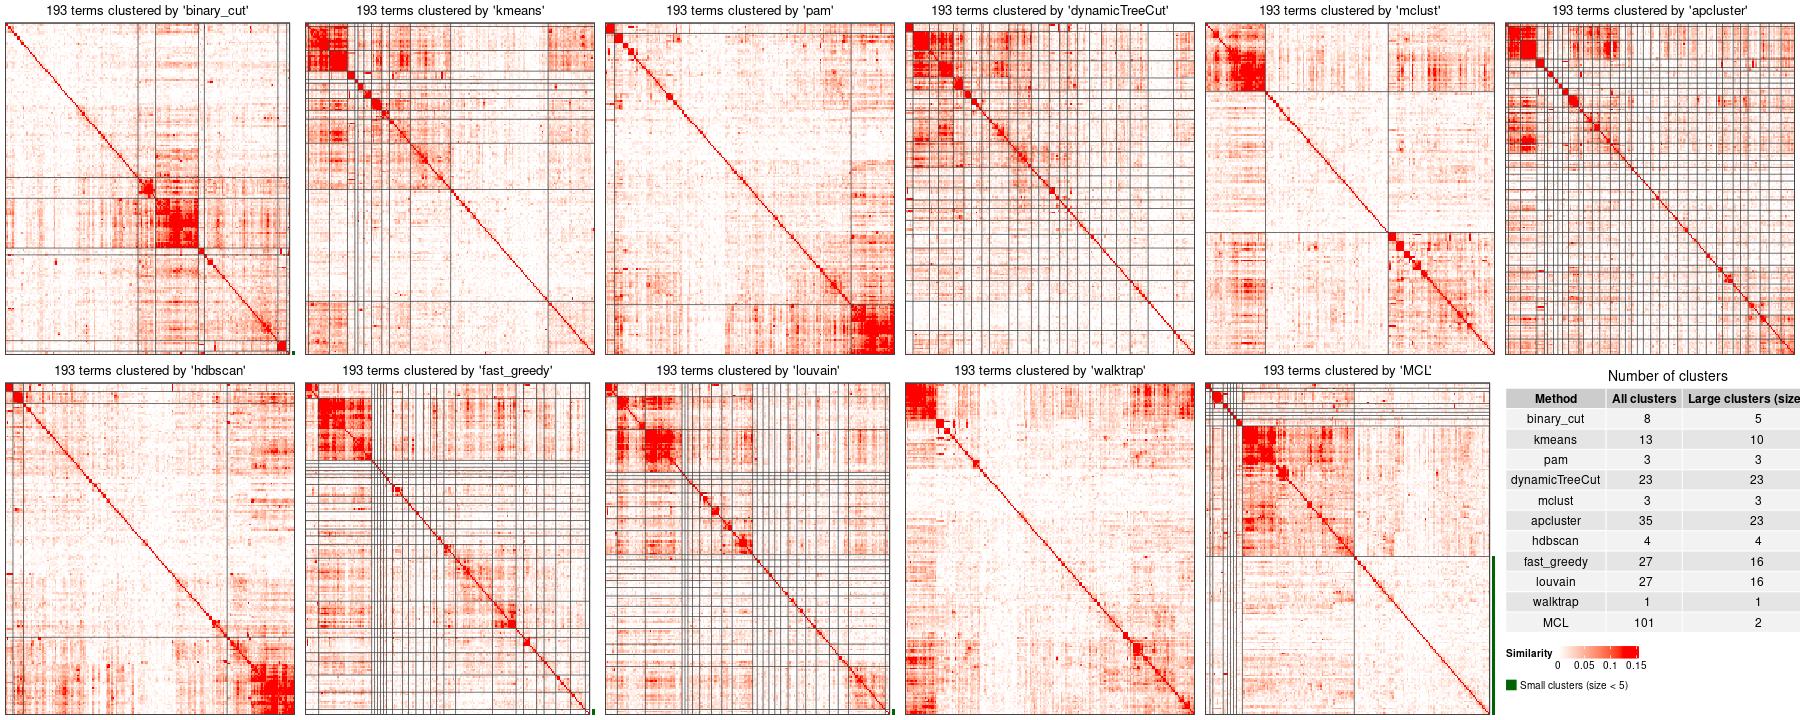 193 terms clustered by 'binary_cut'
193 terms clustered by 'kmeans'
193 terms clustered by 'pam'
193 terms clustered by 'dynamicTreeCut'
193 terms clustered by 'mclust'
193 terms clustered by 'apcluster'
193 terms clustered by 'hdbscan'
193 terms clustered by 'fast_greedy'
193 terms clustered by 'louvain'
193 terms clustered by 'walktrap'
193 terms clustered by 'MCL'
Number of clusters
Method All clusters Large clusters (size
binary_cut 8 5
kmeans 13 10
pam 3 3
dynamicTreeCut 23 23
mclust 3 3
apcluster 35 23
hdbscan 4 4
fast_greedy 27 16
louvain 27 16
walktrap 1 1
MCL 101 2
Similarity
0 0.05 0.1 0.15
Small clusters (size < 5)